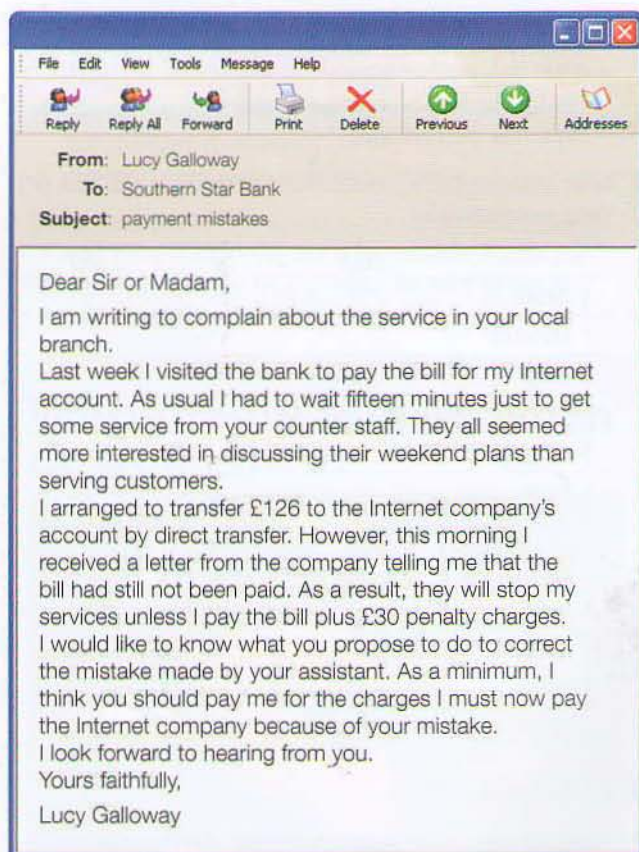 File Edit View Tools Message Help
Reply Reply All Forward Print Delete Previous Next Addresses
From: Lucy Galloway
To: Southern Star Bank
Subject: payment mistakes
Dear Sir or Madam,
I am writing to complain about the service in your local
branch.
Last week I visited the bank to pay the bill for my Internet
account. As usual I had to wait fifteen minutes just to get
some service from your counter staff. They all seemed
more interested in discussing their weekend plans than
serving customers.
I arranged to transfer £126 to the Internet company's
account by direct transfer. However, this morning I
received a letter from the company telling me that the
bill had still not been paid. As a result, they will stop my
services unless I pay the bill plus £30 penalty charges.
I would like to know what you propose to do to correct
the mistake made by your assistant. As a minimum, I
think you should pay me for the charges I must now pay
the Internet company because of your mistake.
I look forward to hearing from you.
Yours faithfully,
Lucy Galloway